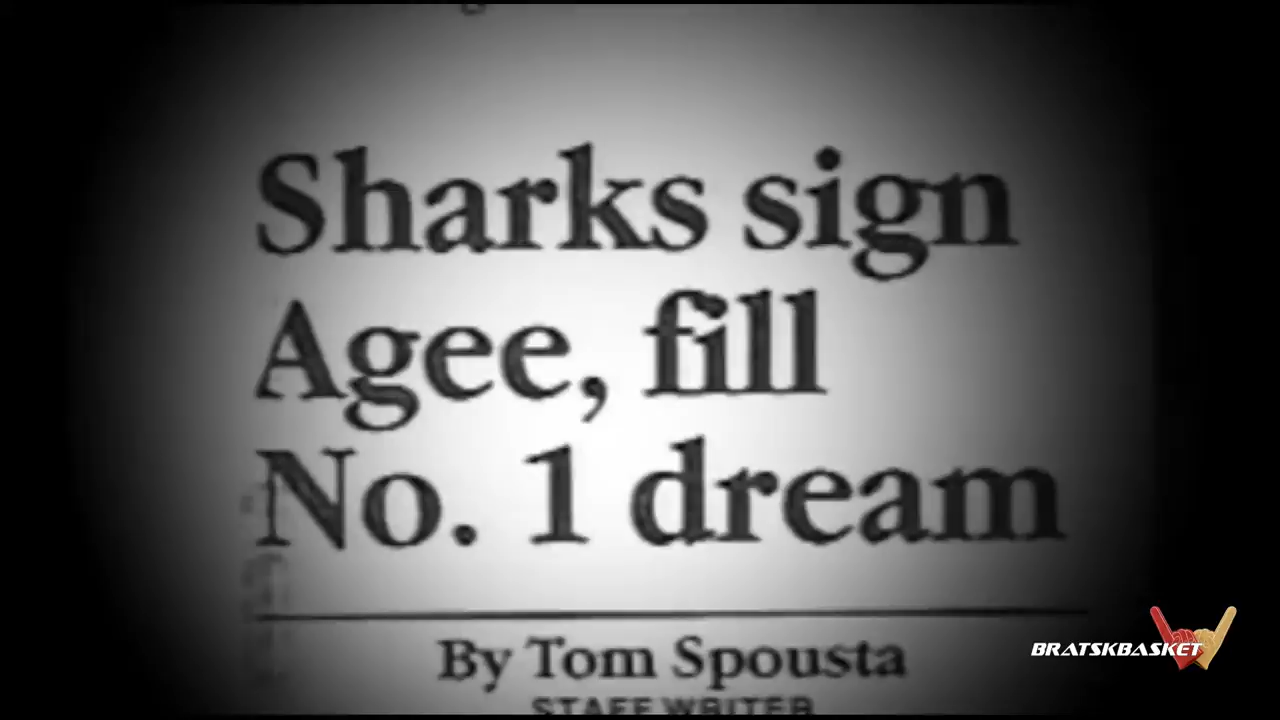 Sharks sign
Agee, fill
No. 1 dream
By Tom Spousta
STAFF WRITER
BRATSKBASKET